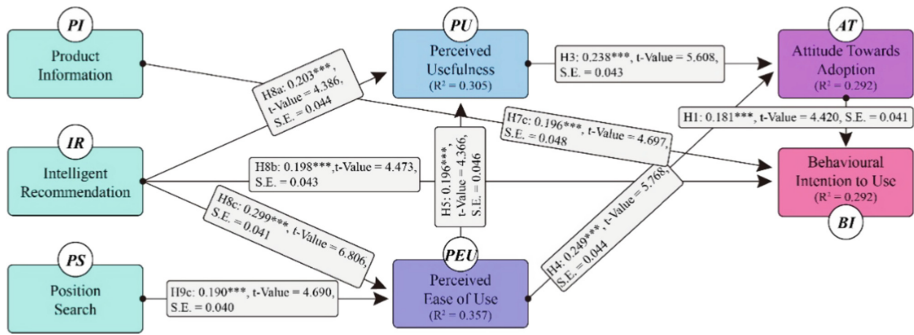 PI
PU
AT
Product
Information
Perceived
Usefulness
(R² = 0.305)
Attitude Towards
Adoption
(R² = 0.292)
H8a: 0.203***,
t-Value = 4.386,
S.E. = 0.044
H3: 0.238***, t-Value = 5.608,
S.E. = 0.043
H7c: 0.196***, t-Value = 4.697,
S.E. = 0.048
H1: 0.181***, t-Value = 4.420, S.E. = 0.041
IR
Intelligent
Recommendation
H8b: 0.198***,t-Value = 4.473,
S.E. = 0.043
H5: 0.196***,
t-Value = 4.366,
S.E. = 0.046
Behavioural
Intention to Use
(R² = 0.292)
BI
H8c: 0.299***, t-Value = 6.806,
S.E. = 0.041
H4: 0.249***, t-Value = 5.768,
S.E. = 0.044
PS
Position
Search
H9c: 0.190***, t-Value = 4.690,
S.E. = 0.040
PEU
Perceived
Ease of Use
(R² = 0.357)